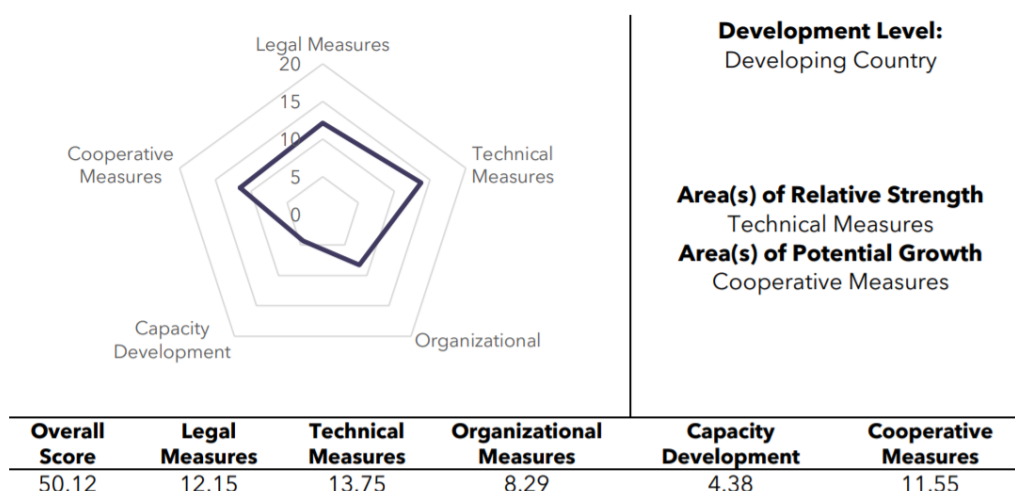 Legal Measures
20
15
10
5
0
Cooperative
Measures
Technical
Measures
Capacity
Development
Organizational
Development Level:
Developing Country
Area(s) of Relative Strength
Technical Measures
Area(s) of Potential Growth
Cooperative Measures
Overall Score Legal Measures Technical Measures Organizational Measures Capacity Development Cooperative Measures
50.12 12.15 13.75 8.29 4.38 11.55